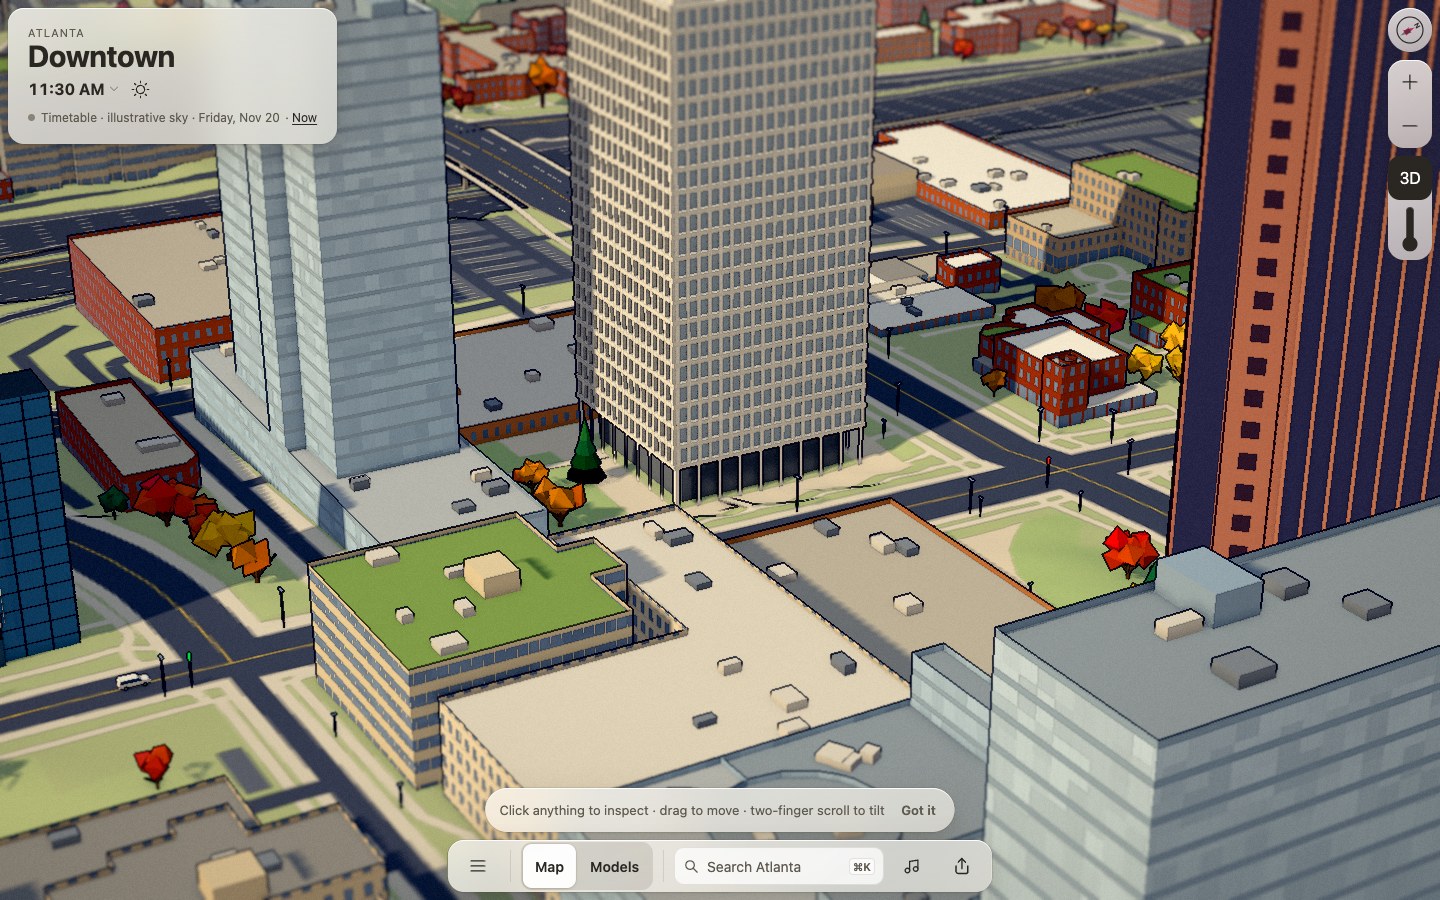 ATLANTA
Downtown
11:30 AM
Timetable · illustrative sky · Friday, Nov 20 · Now
3D
Click anything to inspect · drag to move · two-finger scroll to tilt Got it
Map Models Search Atlanta ⌘K